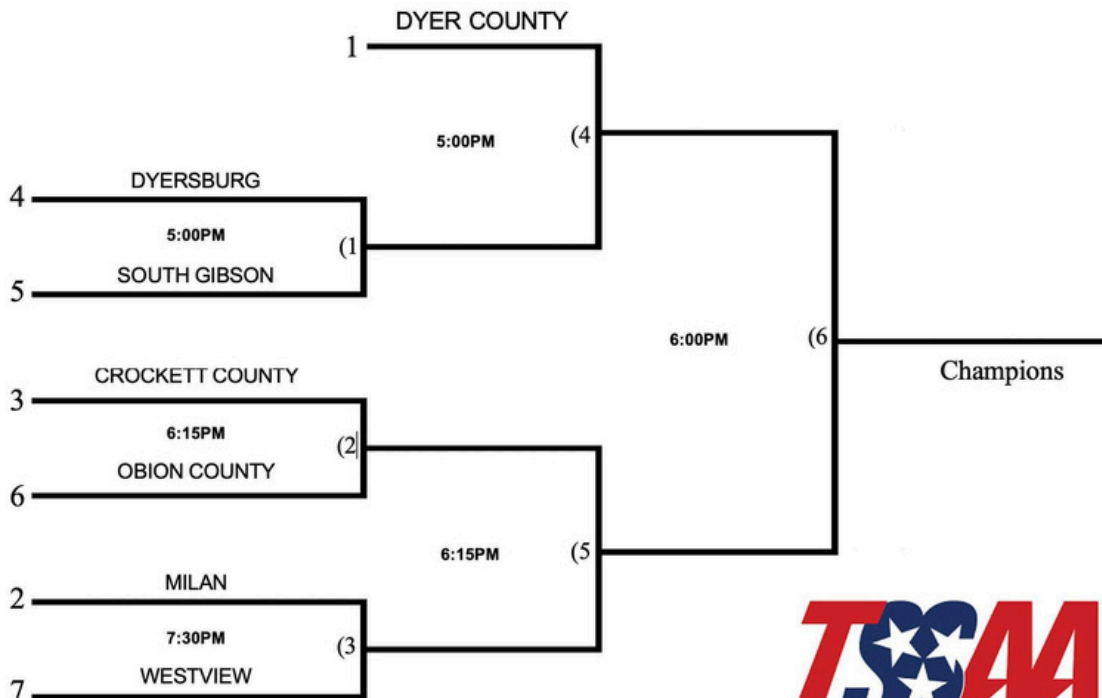 DYER COUNTY
1
5:00PM
(4
DYERSBURG
4
5:00PM
(1
SOUTH GIBSON
5
6:00PM
(6
Champions
CROCKETT COUNTY
3
6:15PM
(2
OBION COUNTY
6
6:15PM
(5
MILAN
2
7:30PM
(3
WESTVIEW
7
TSSAA